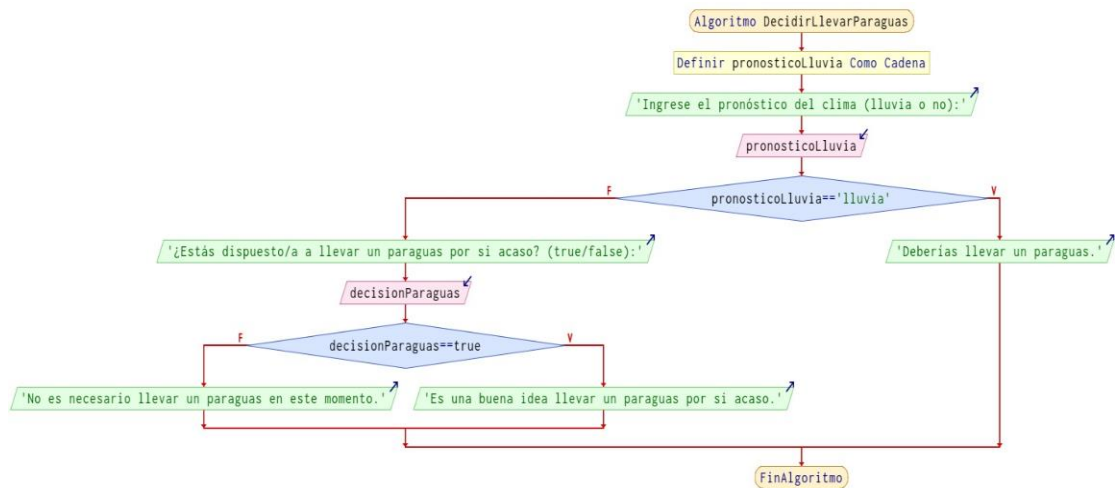 Algoritmo DecidirLlevarParaguas
Definir pronosticoLluvia Como Cadena
'Ingrese el pronóstico del clima (lluvia o no):'
pronosticoLluvia
F
V
pronosticoLluvia=='lluvia'
'¿Estás dispuesto/a a llevar un paraguas por si acaso? (true/false):'
'Deberías llevar un paraguas.'
decisionParaguas
F
V
decisionParaguas==true
'No es necesario llevar un paraguas en este momento.'
'Es una buena idea llevar un paraguas por si acaso.'
FinAlgoritmo